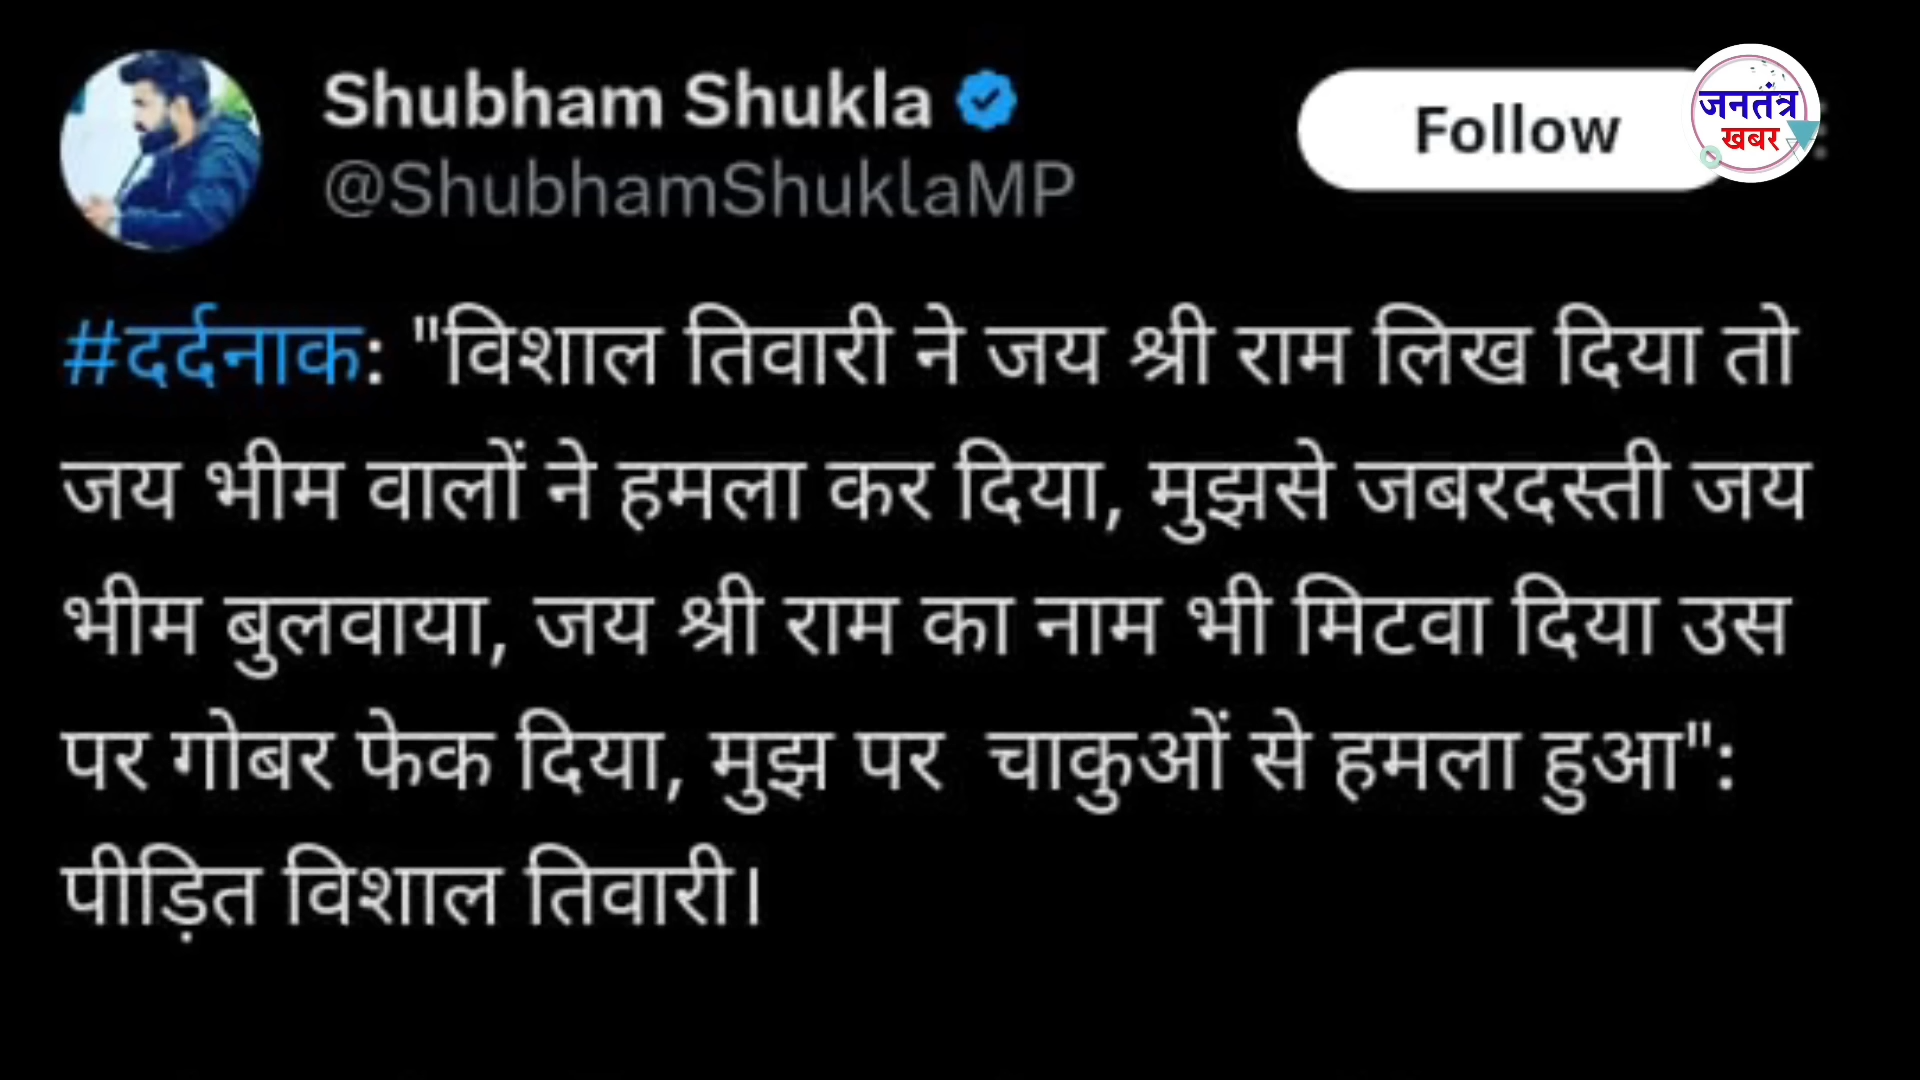 Shubham Shukla
@ShubhamShuklaMP
Follow
जनतंत्र
खबर
#दर्दनाक: "विशाल तिवारी ने जय श्री राम लिख दिया तो
जय भीम वालों ने हमला कर दिया, मुझसे जबरदस्ती जय
भीम बुलवाया, जय श्री राम का नाम भी मिटवा दिया उस
पर गोबर फेक दिया, मुझ पर चाकुओं से हमला हुआ":
पीड़ित विशाल तिवारी।